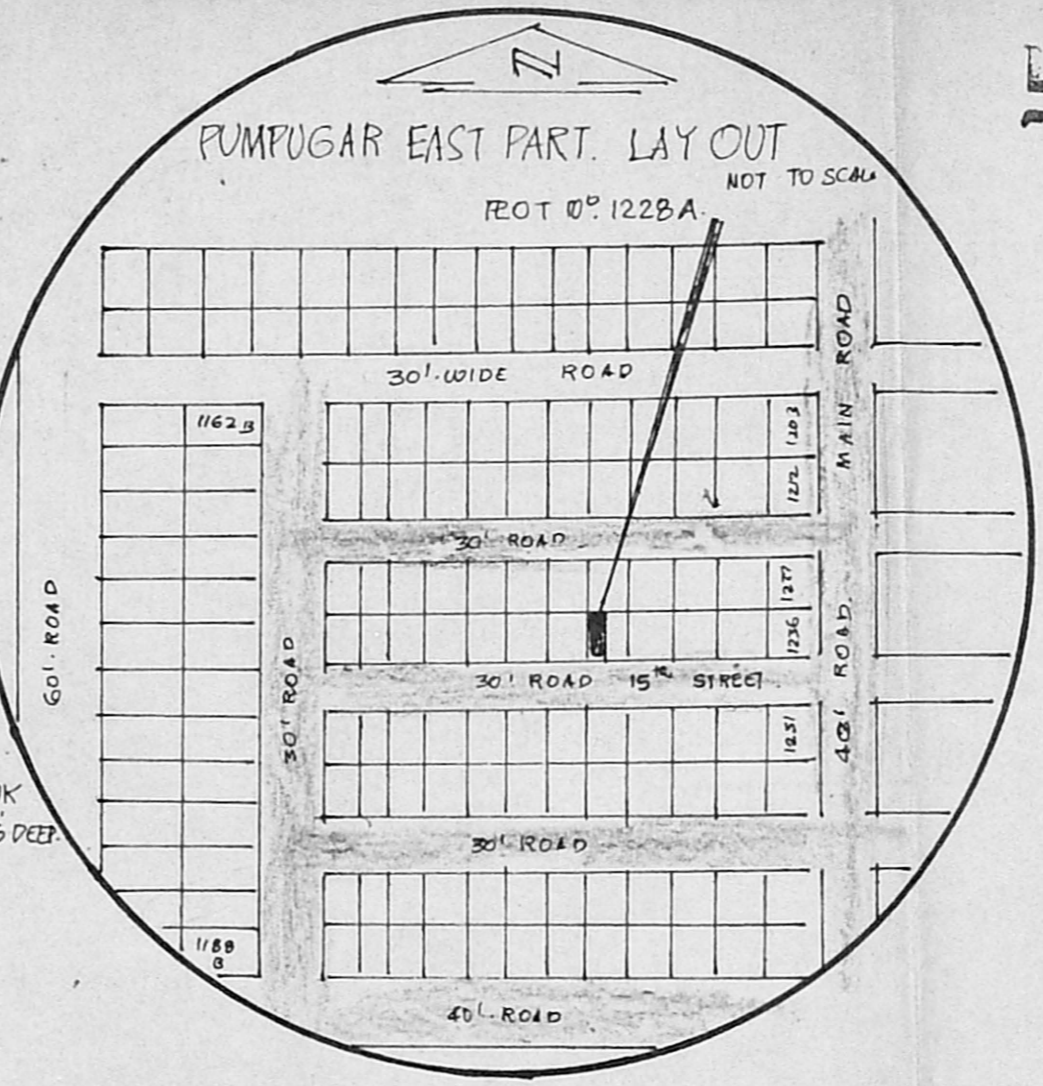 N
PUMPUGAR EAST PART. LAY OUT
NOT TO SCALE
PLOT NO. 1228A.
30'. WIDE ROAD
1162 B
1203
1212
MAIN ROAD
30' ROAD
60'. ROAD
1227
1236
30' ROAD
30' ROAD 15TH STREET
40' ROAD.
1251
30' ROAD
DEEP.
1188
B
40' ROAD